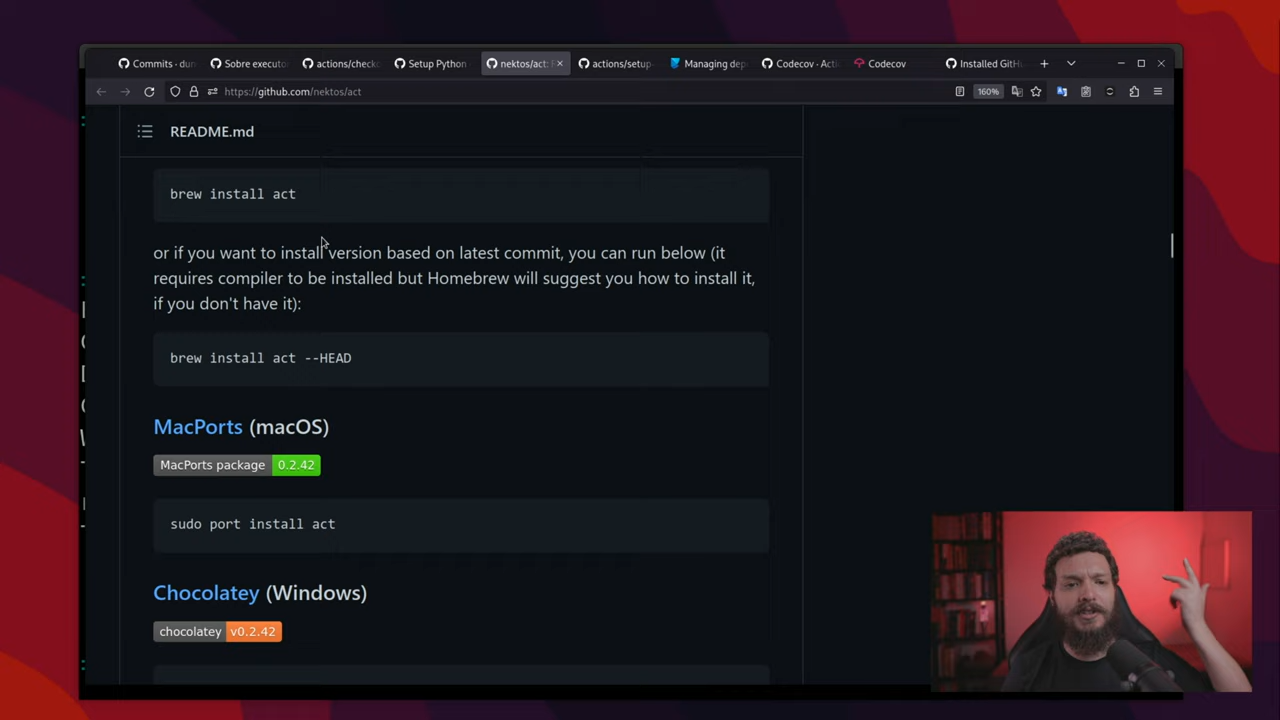 Commits · dun
Sobre executo
actions/checko
Setup Python
nektos/act: R
actions/setup-
Managing dep
Codecov · Acti
Codecov
Installed GitHu
https://github.com/nektos/act
160%
README.md
brew install act
or if you want to install version based on latest commit, you can run below (it
requires compiler to be installed but Homebrew will suggest you how to install it,
if you don't have it):
brew install act --HEAD
MacPorts (macOS)
MacPorts package 0.2.42
sudo port install act
Chocolatey (Windows)
chocolatey v0.2.42